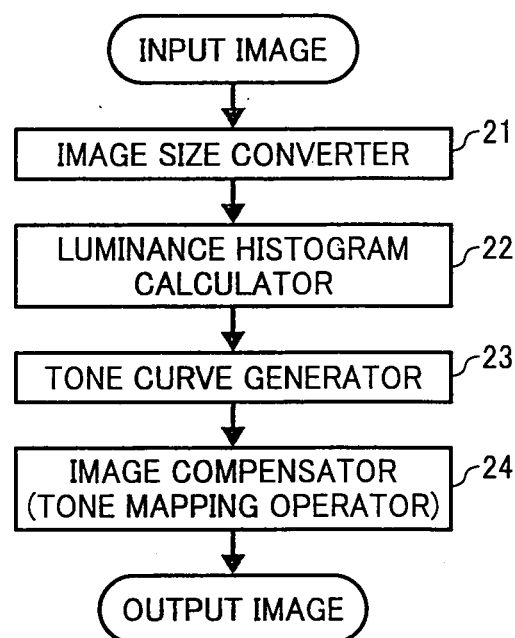 INPUT IMAGE
IMAGE SIZE CONVERTER
21
LUMINANCE HISTOGRAM
CALCULATOR
22
TONE CURVE GENERATOR
23
IMAGE COMPENSATOR
(TONE MAPPING OPERATOR)
24
OUTPUT IMAGE